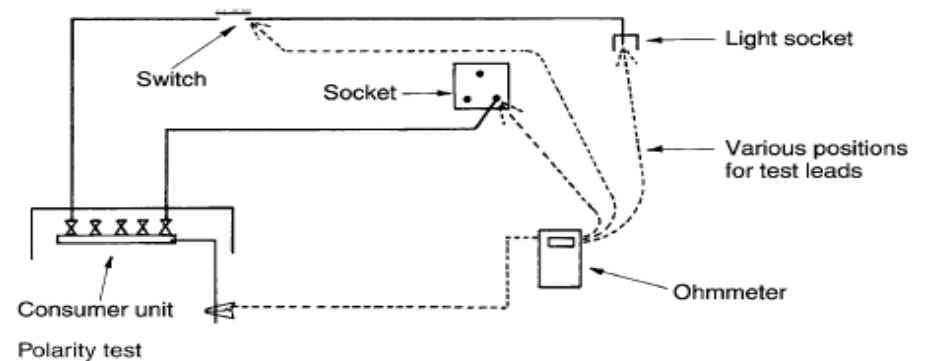 Light socket
Switch
Socket
Various positions
for test leads
Ohmmeter
Consumer unit
Polarity test